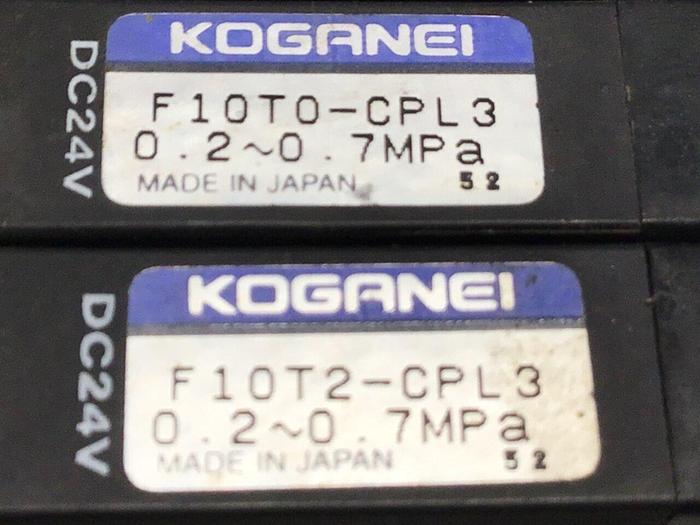 KOGANEI
DC24V
F10T0-CPL3
0.2~0.7MPa
MADE IN JAPAN 52
KOGANEI
DC24V
F10T2-CPL3
0.2~0.7MPa
MADE IN JAPAN 52